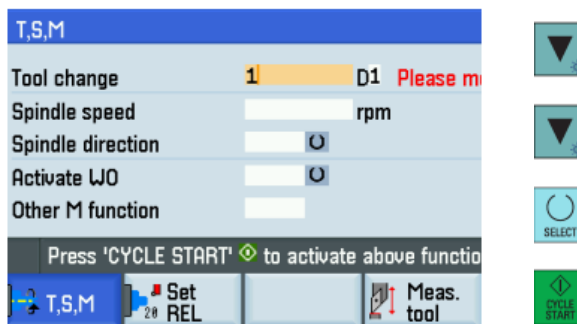 T,S,M
Tool change 1 D1 Please m
Spindle speed rpm
Spindle direction
Activate WO
Other M function
Press 'CYCLE START' to activate above functio
T,S,M
20
Set
REL
Meas.
tool
SELECT
CYCLE
START